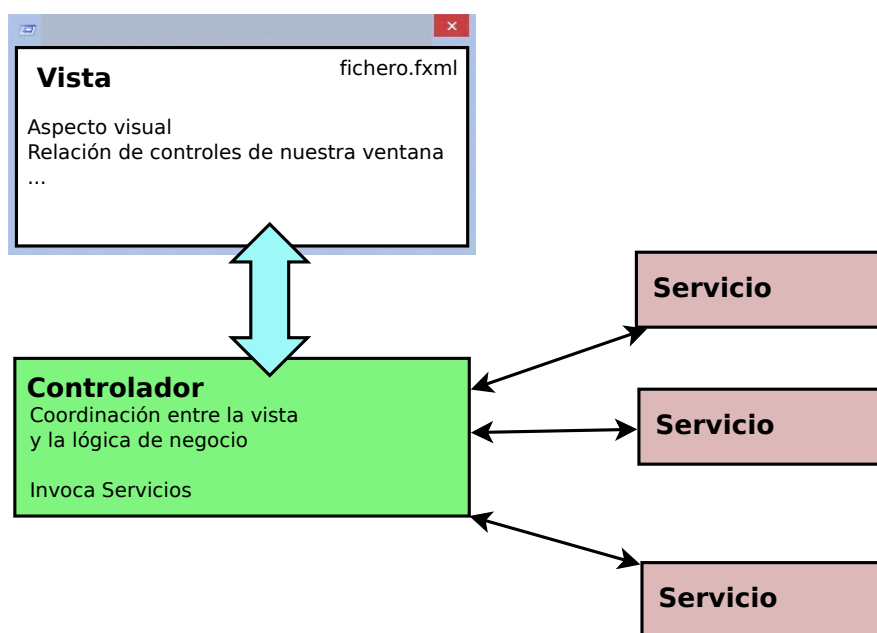 Vista
fichero.fxml
Aspecto visual
Relación de controles de nuestra ventana
...
Servicio
Controlador
Coordinación entre la vista
y la lógica de negocio
Servicio
Invoca Servicios
Servicio